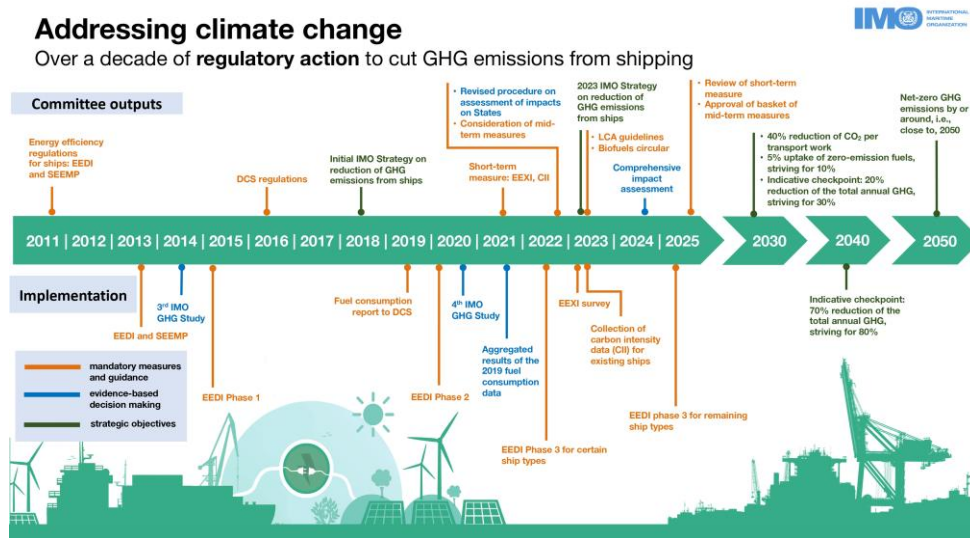 Addressing climate change
Over a decade of regulatory action to cut GHG emissions from shipping
IMO
INTERNATIONAL
MARITIME
ORGANIZATION
Committee outputs
Energy efficiency
regulations
for ships: EEDI
and SEEMP
DCS regulations
Initial IMO Strategy on
reduction of GHG
emissions from ships
• Revised procedure on
assessment of impacts
on States
• Consideration of mid-
term measures
Short-term
measure: EEXI, CII
2023 IMO Strategy
on reduction of
GHG emissions
from ships
• LCA guidelines
• Biofuels circular
Comprehensive
impact
assessment
• Review of short-term
measure
• Approval of basket of
mid-term measures
• 40% reduction of CO₂ per
transport work
• 5% uptake of zero-emission fuels,
striving for 10%
• Indicative checkpoint: 20%
reduction of the total annual GHG,
striving for 30%
Net-zero GHG
emissions by or
around, i.e.,
close to, 2050
2011 | 2012 | 2013 | 2014 | 2015 | 2016 | 2017 | 2018 | 2019 | 2020 | 2021 | 2022 | 2023 | 2024 | 2025
2030
2040
2050
Implementation
EEDI and SEEMP
3rd IMO
GHG Study
EEDI Phase 1
Fuel consumption
report to DCS
EEDI Phase 2
4th IMO
GHG Study
Aggregated
results of the
2019 fuel
consumption
data
EEDI Phase 3 for certain
ship types
EEXI survey
Collection of
carbon intensity
data (CII) for
existing ships
EEDI phase 3 for remaining
ship types
Indicative checkpoint:
70% reduction of the
total annual GHG,
striving for 80%
mandatory measures
and guidance
evidence-based
decision making
strategic objectives